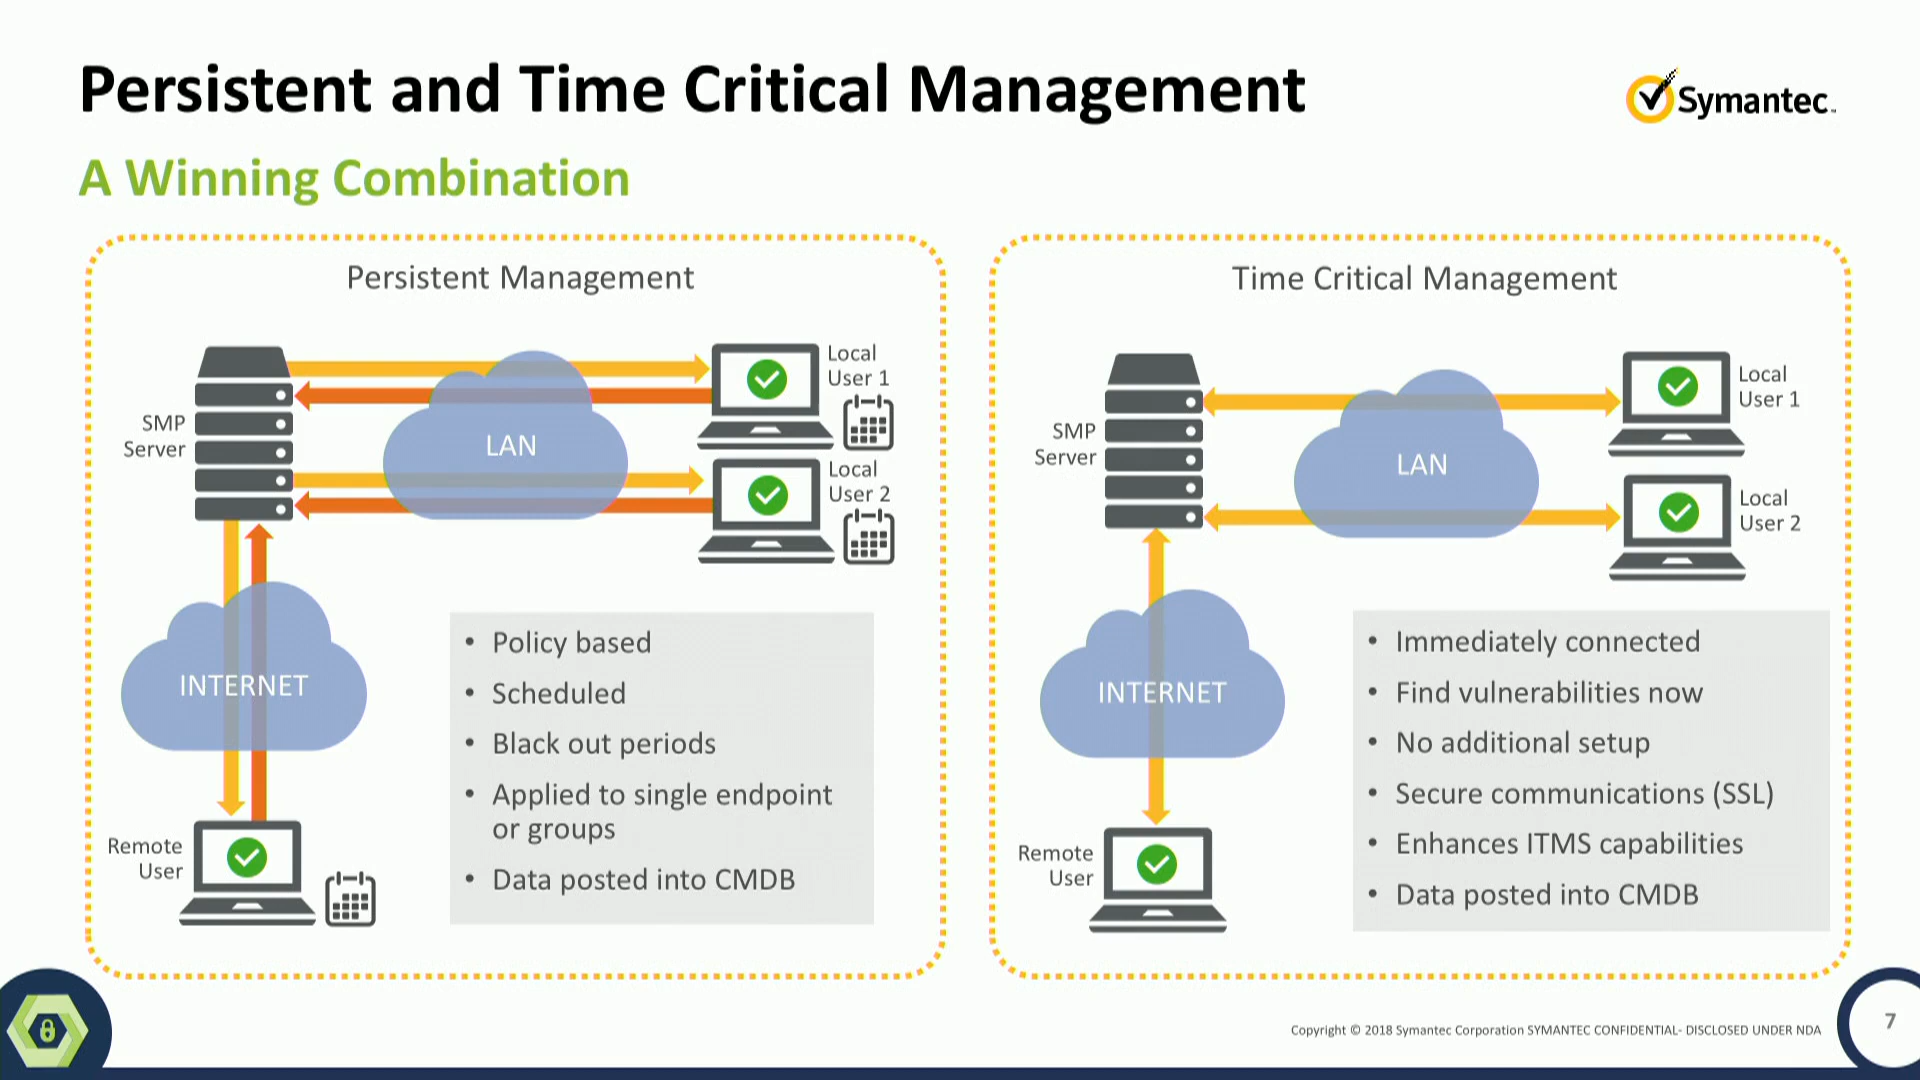 Persistent and Time Critical Management
Symantec™
A Winning Combination
Persistent Management
SMP
Server
LAN
Local
User 1
Local
User 2
INTERNET
Remote
User
• Policy based
• Scheduled
• Black out periods
• Applied to single endpoint
or groups
• Data posted into CMDB
Time Critical Management
SMP
Server
LAN
Local
User 1
Local
User 2
INTERNET
Remote
User
• Immediately connected
• Find vulnerabilities now
• No additional setup
• Secure communications (SSL)
• Enhances ITMS capabilities
• Data posted into CMDB
Copyright © 2018 Symantec Corporation SYMANTEC CONFIDENTIAL- DISCLOSED UNDER NDA
7